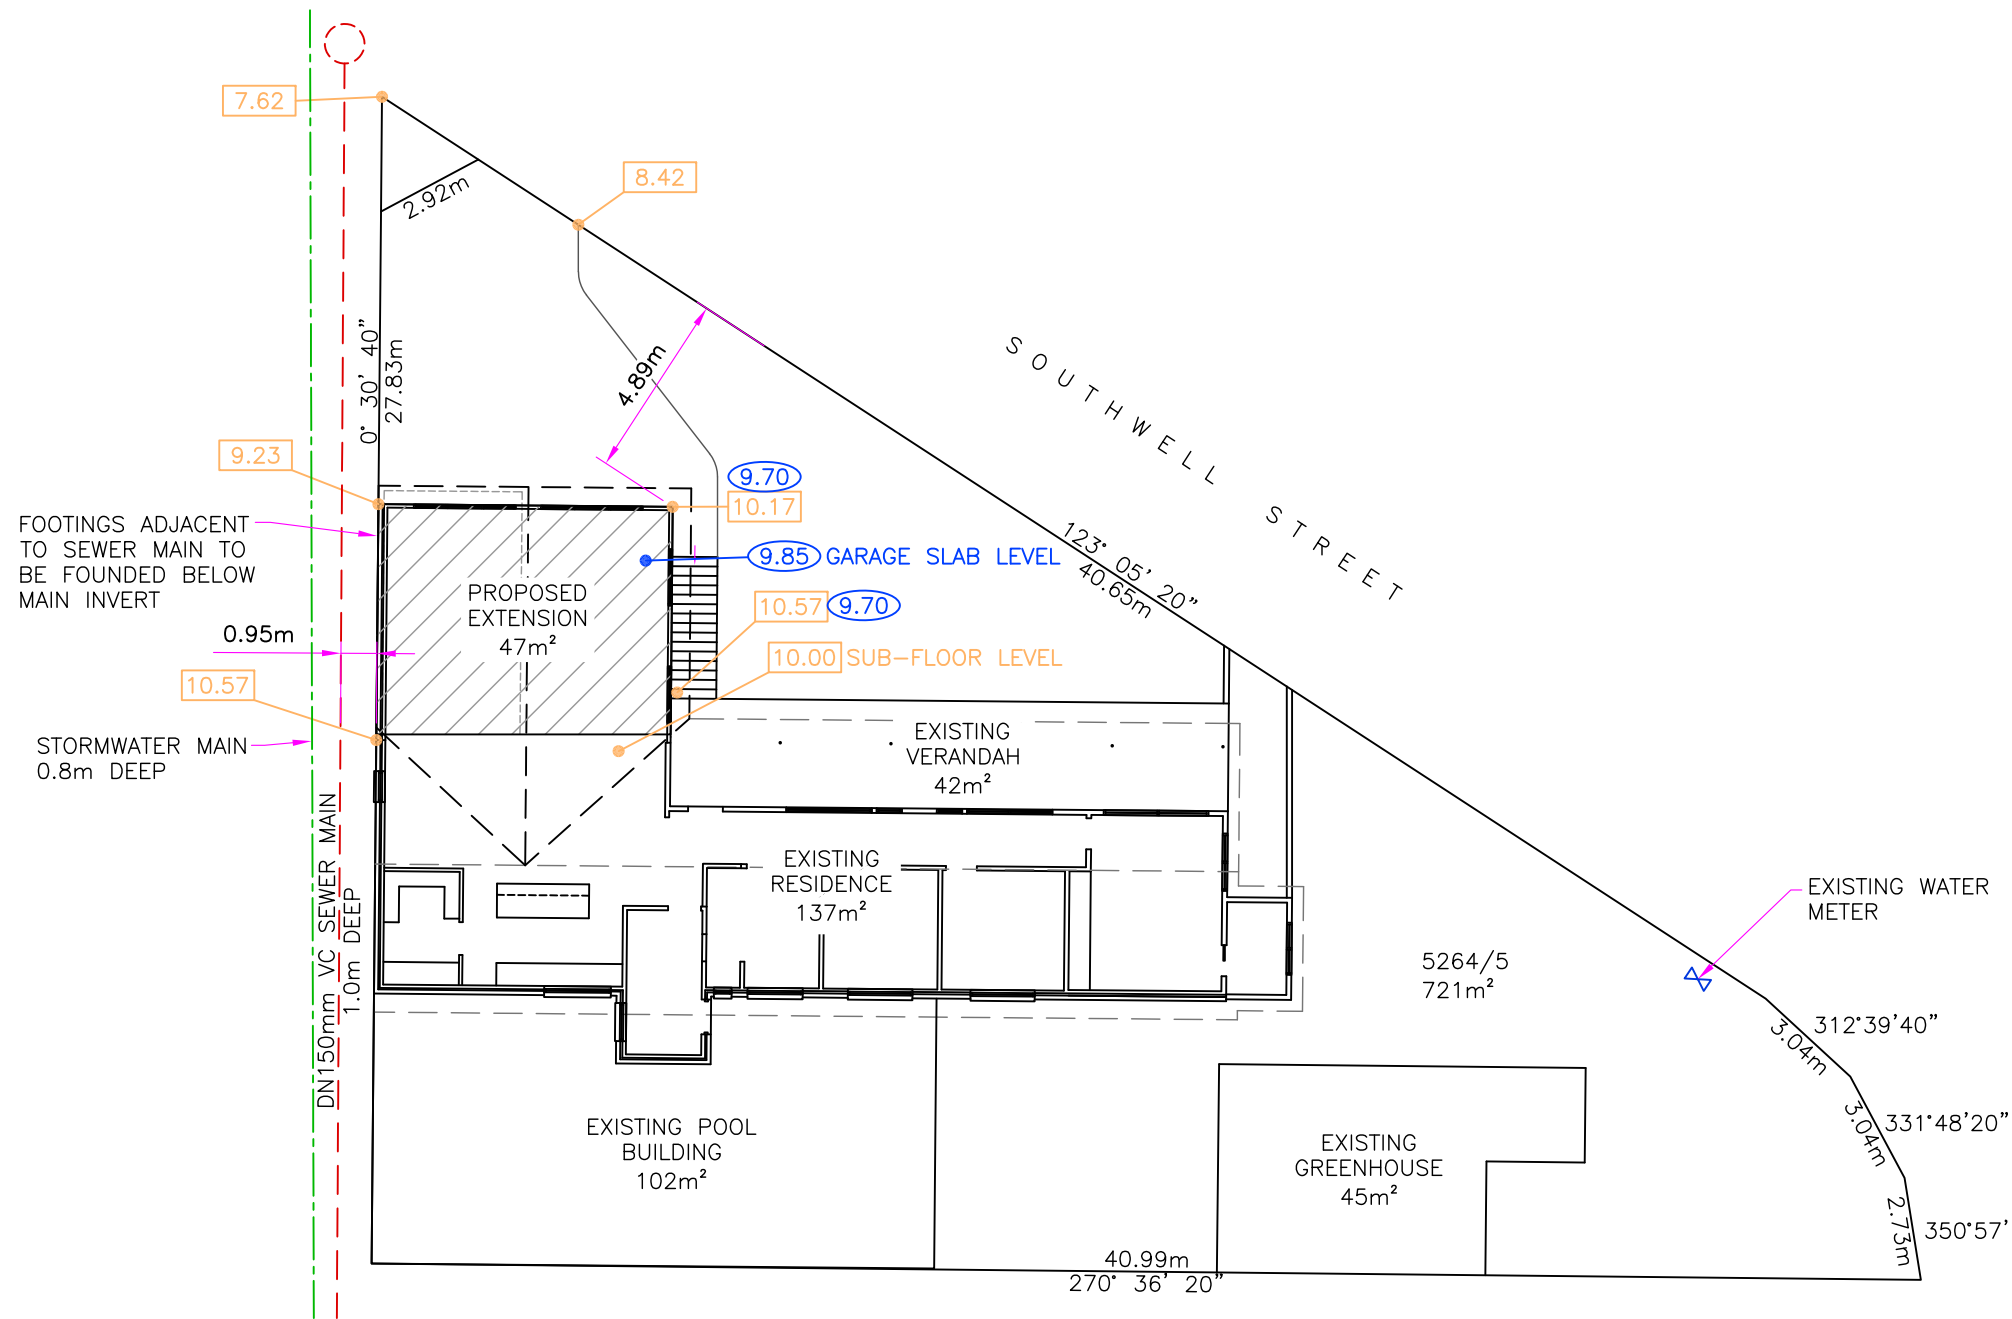 7.62
8.42
2.92m
SOUTHWELL STREET
0° 30' 40"
27.83m
4.89m
9.23
9.70
10.17
FOOTINGS ADJACENT
TO SEWER MAIN TO
BE FOUNDED BELOW
MAIN INVERT
9.85 GARAGE SLAB LEVEL
123° 05' 20"
40.65m
PROPOSED
EXTENSION
47m²
10.57 9.70
0.95m
10.00 SUB-FLOOR LEVEL
10.57
STORMWATER MAIN
0.8m DEEP
EXISTING
VERANDAH
42m²
DN150mm VC SEWER MAIN
1.0m DEEP
EXISTING
RESIDENCE
137m²
EXISTING WATER
METER
5264/5
721m²
312°39'40"
3.04m
331°48'20"
3.04m
EXISTING POOL
BUILDING
102m²
EXISTING
GREENHOUSE
45m²
350°57'
2.73m
40.99m
270° 36' 20"